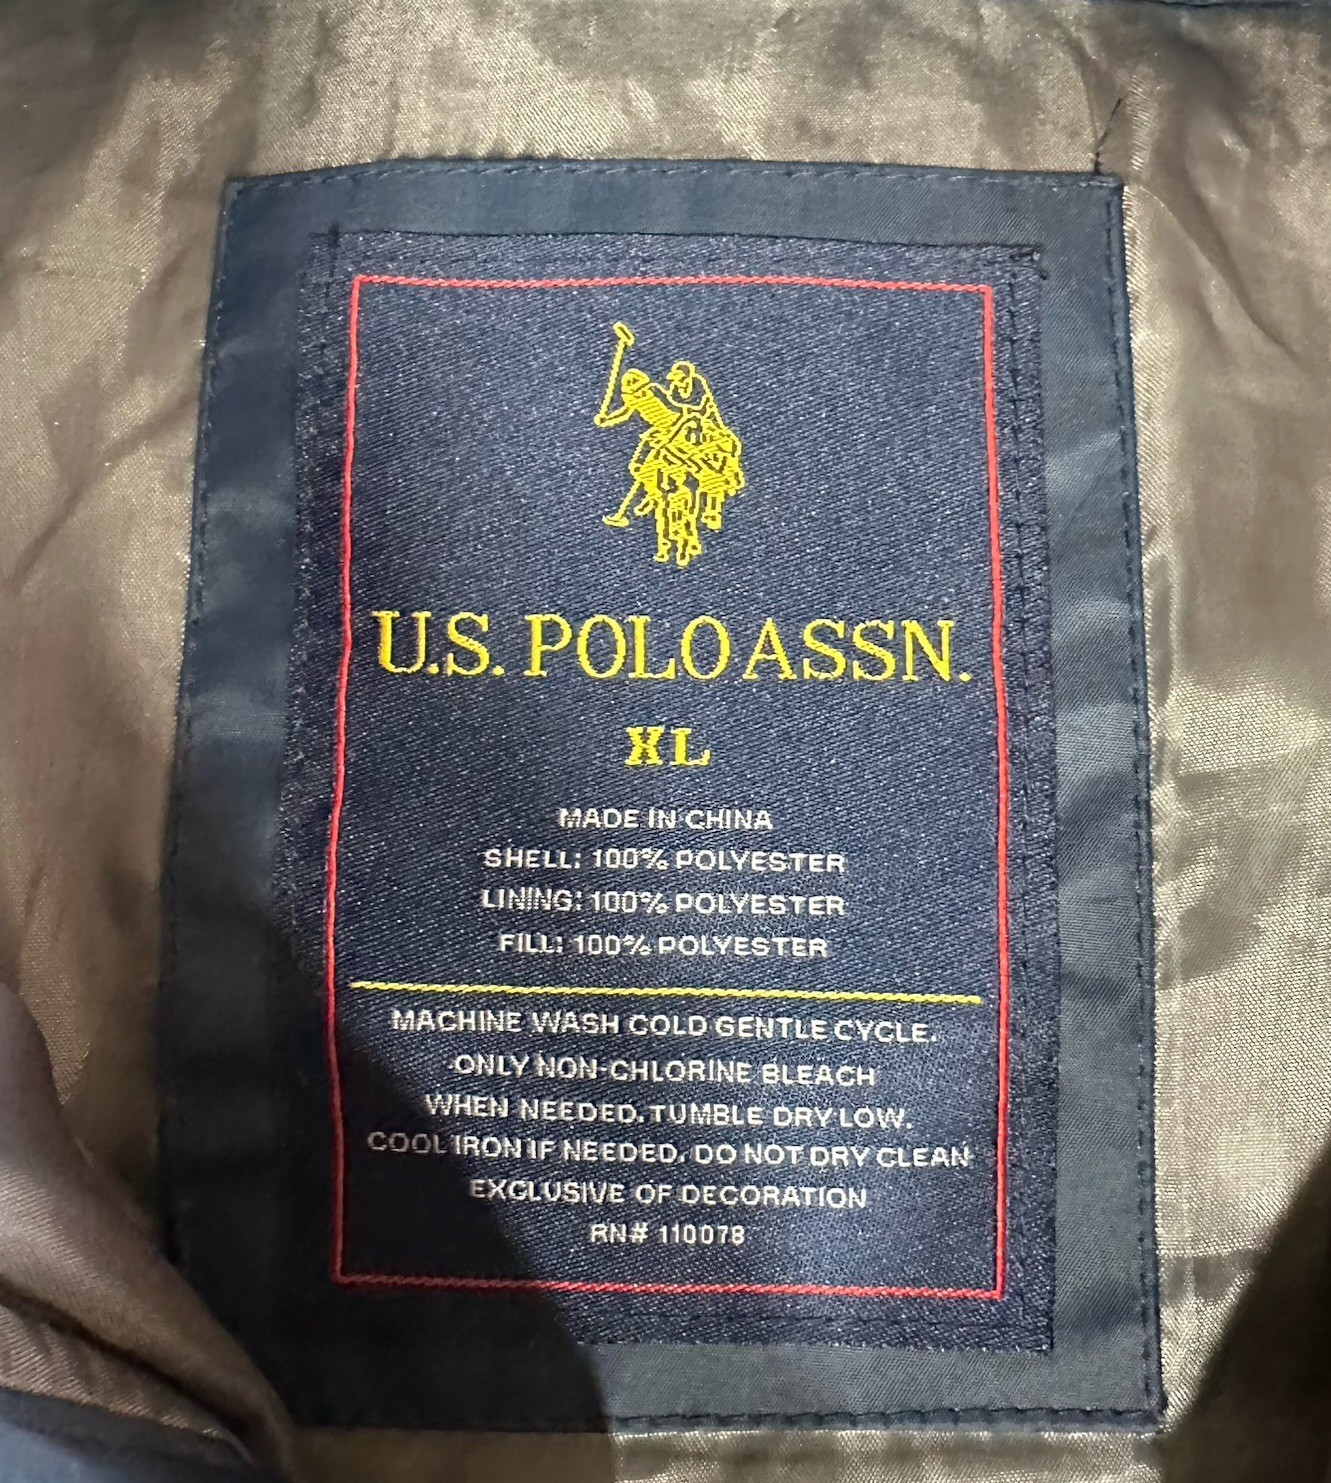 U.S. POLO ASSN.
XL
MADE IN CHINA
SHELL: 100% POLYESTER
LINING: 100% POLYESTER
FILL: 100% POLYESTER
MACHINE WASH COLD GENTLE CYCLE.
ONLY NON-CHLORINE BLEACH
WHEN NEEDED. TUMBLE DRY LOW.
COOL IRON IF NEEDED. DO NOT DRY CLEAN
EXCLUSIVE OF DECORATION
RN# 110078